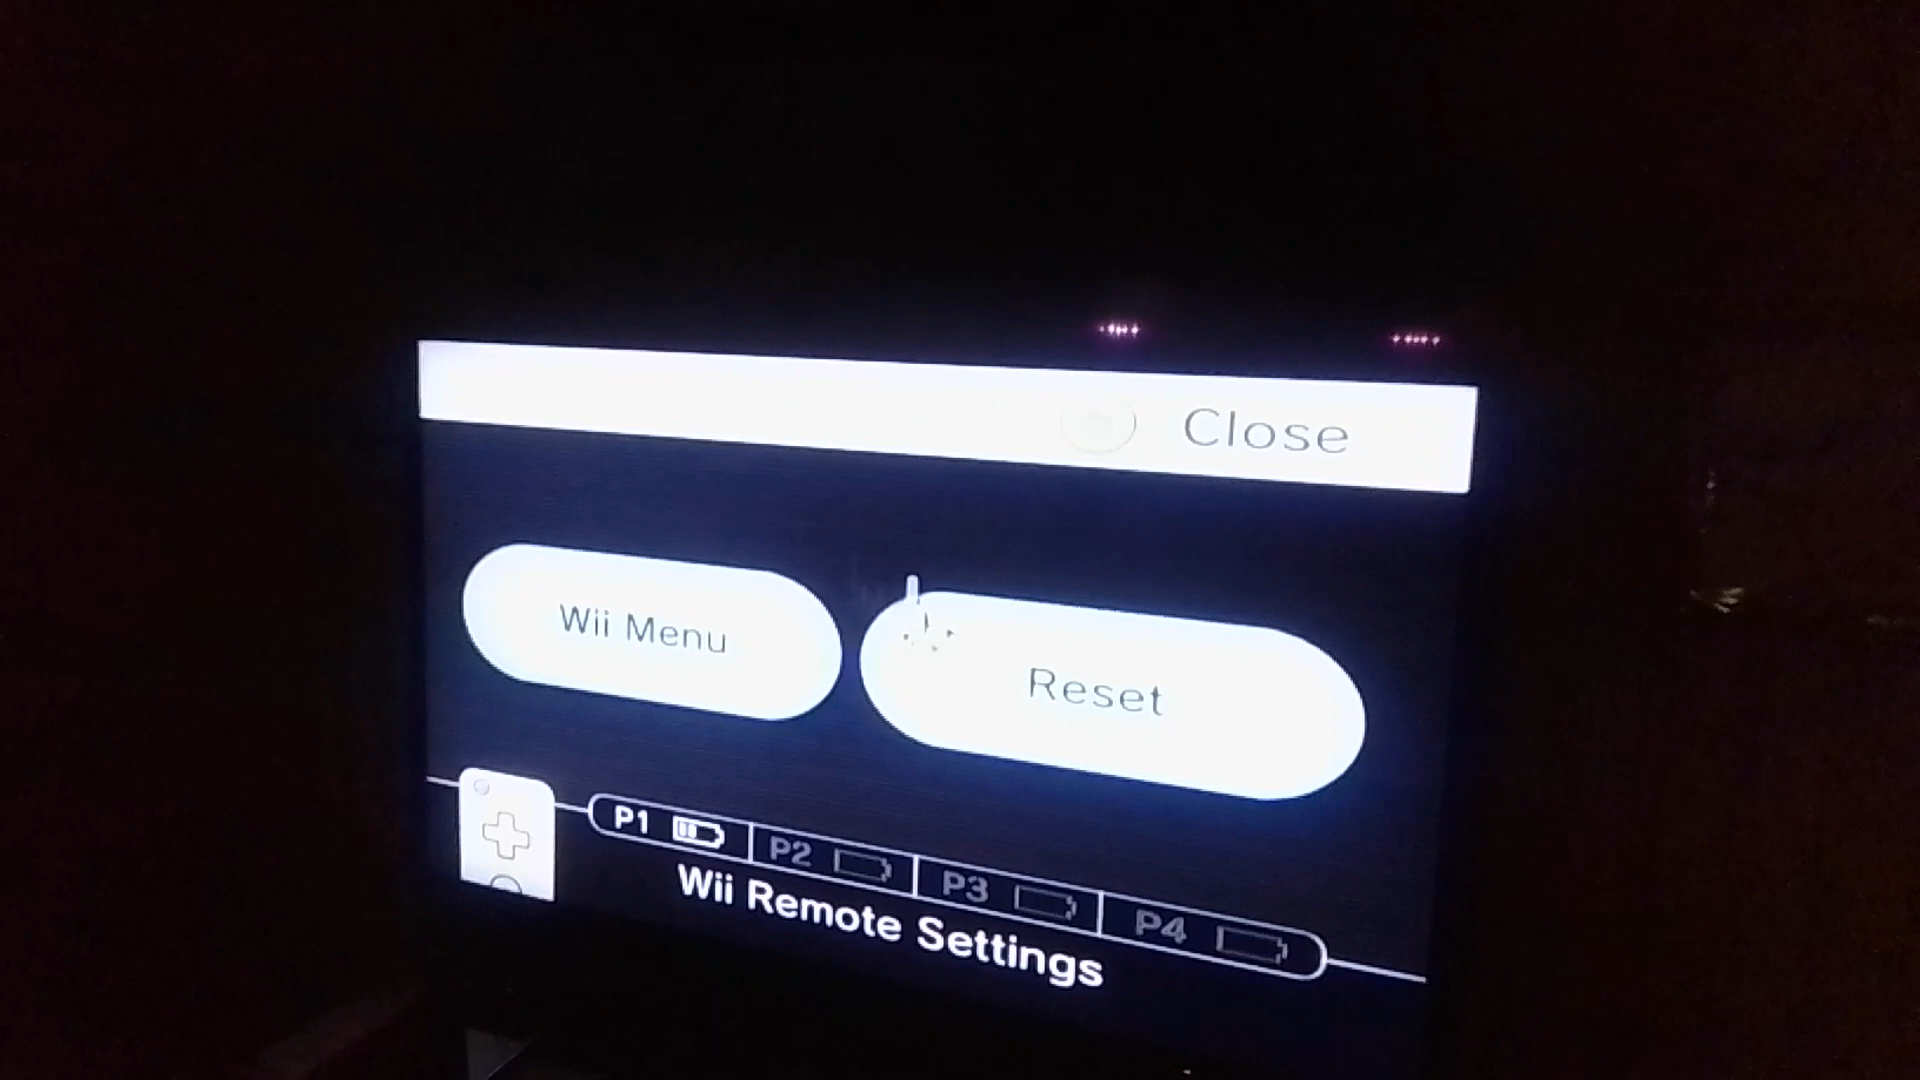 Close
Wii Menu
Reset
P1 P2 P3 P4
Wii Remote Settings